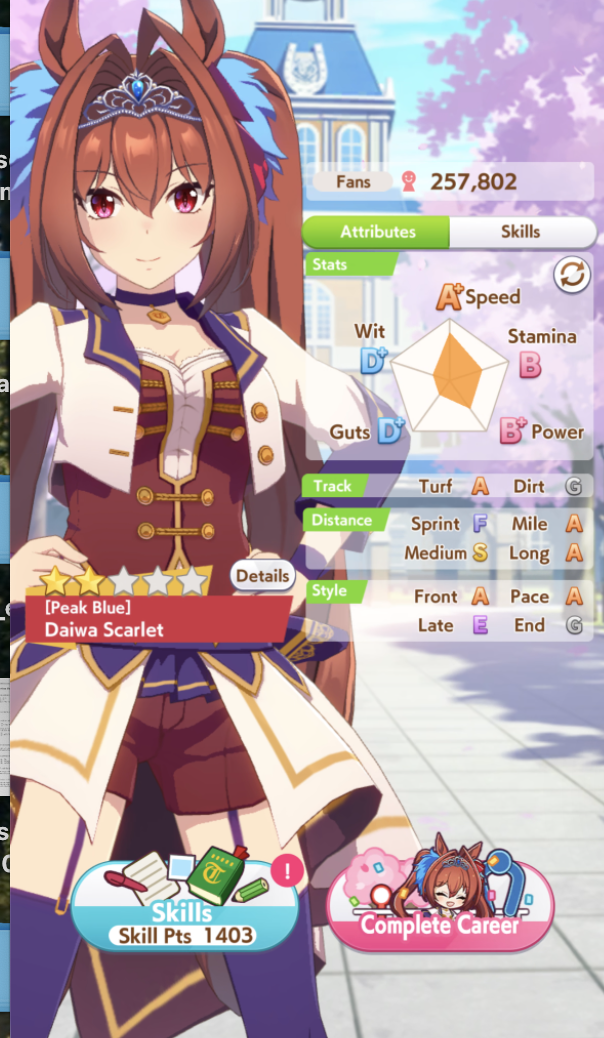 Fans 257,802
Attributes Skills
Stats
A+ Speed
Wit D+
Stamina B
Guts D+
B+ Power
Track Turf A Dirt G
Distance Sprint F Mile A
Medium S Long A
Style Front A Pace A
Late E End G
Details
[Peak Blue]
Daiwa Scarlet
!
Skills
Skill Pts 1403
Complete Career